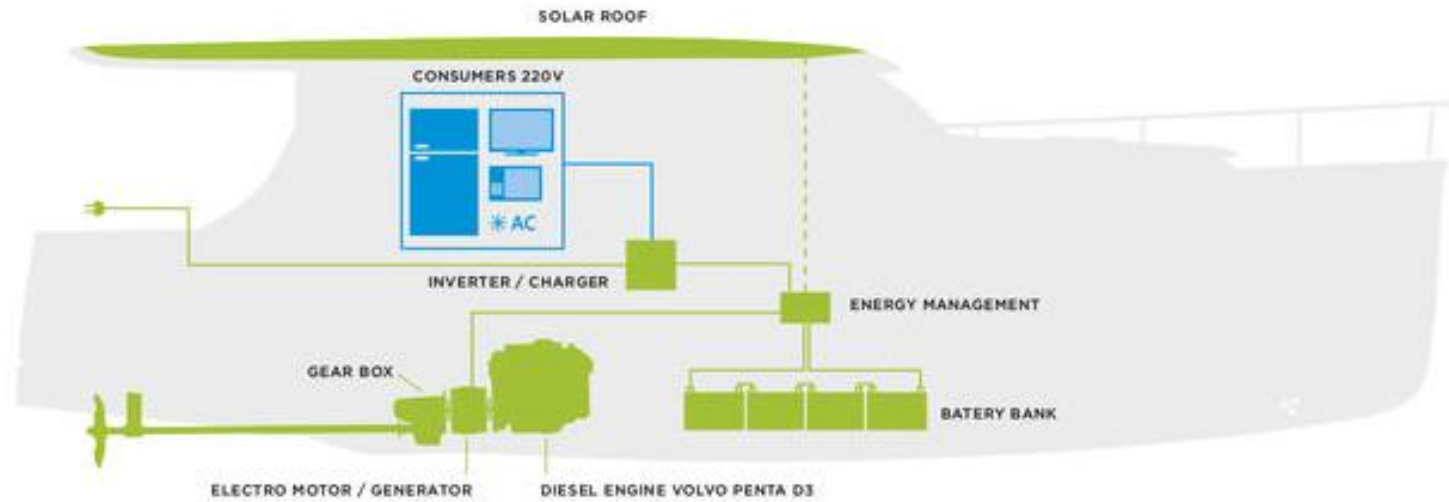 SOLAR ROOF
CONSUMERS 220V
AC
INVERTER / CHARGER
ENERGY MANAGEMENT
GEAR BOX
BATERY BANK
ELECTRO MOTOR / GENERATOR
DIESEL ENGINE VOLVO PENTA D3